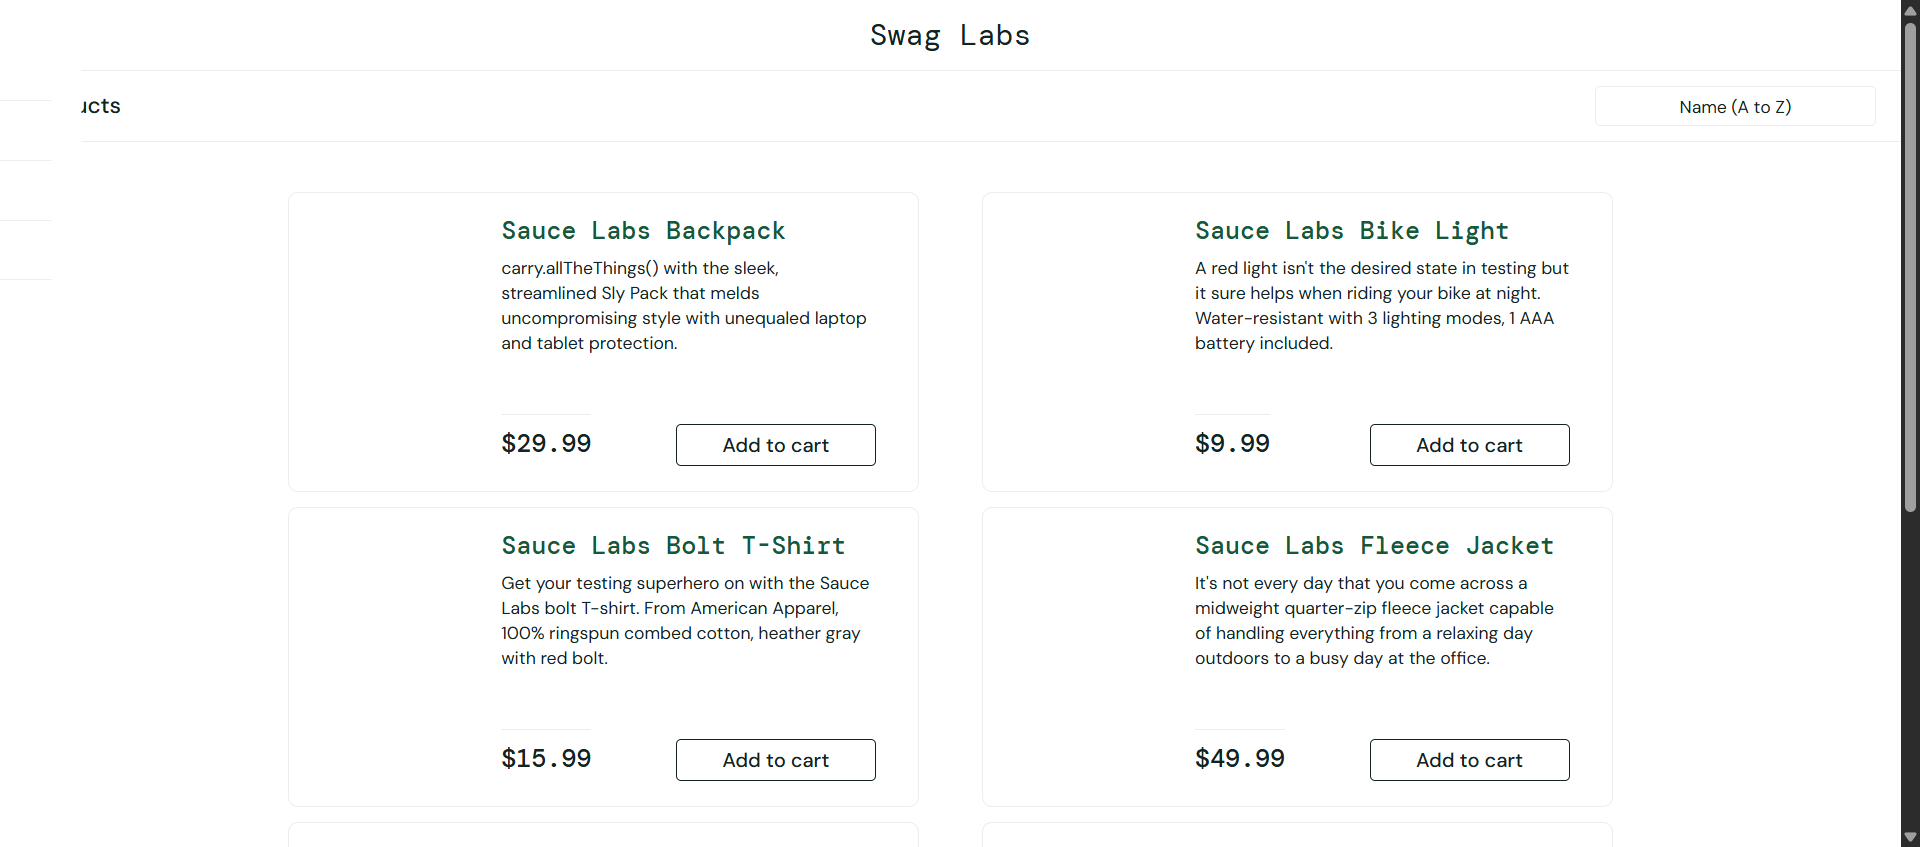 Swag Labs
ucts
Name (A to Z)
Sauce Labs Backpack
carry.allTheThings() with the sleek,
streamlined Sly Pack that melds
uncompromising style with unequaled laptop
and tablet protection.
$29.99
Add to cart
Sauce Labs Bike Light
A red light isn't the desired state in testing but
it sure helps when riding your bike at night.
Water-resistant with 3 lighting modes, 1 AAA
battery included.
$9.99
Add to cart
Sauce Labs Bolt T-Shirt
Get your testing superhero on with the Sauce
Labs bolt T-shirt. From American Apparel,
100% ringspun combed cotton, heather gray
with red bolt.
$15.99
Add to cart
Sauce Labs Fleece Jacket
It's not every day that you come across a
midweight quarter-zip fleece jacket capable
of handling everything from a relaxing day
outdoors to a busy day at the office.
$49.99
Add to cart